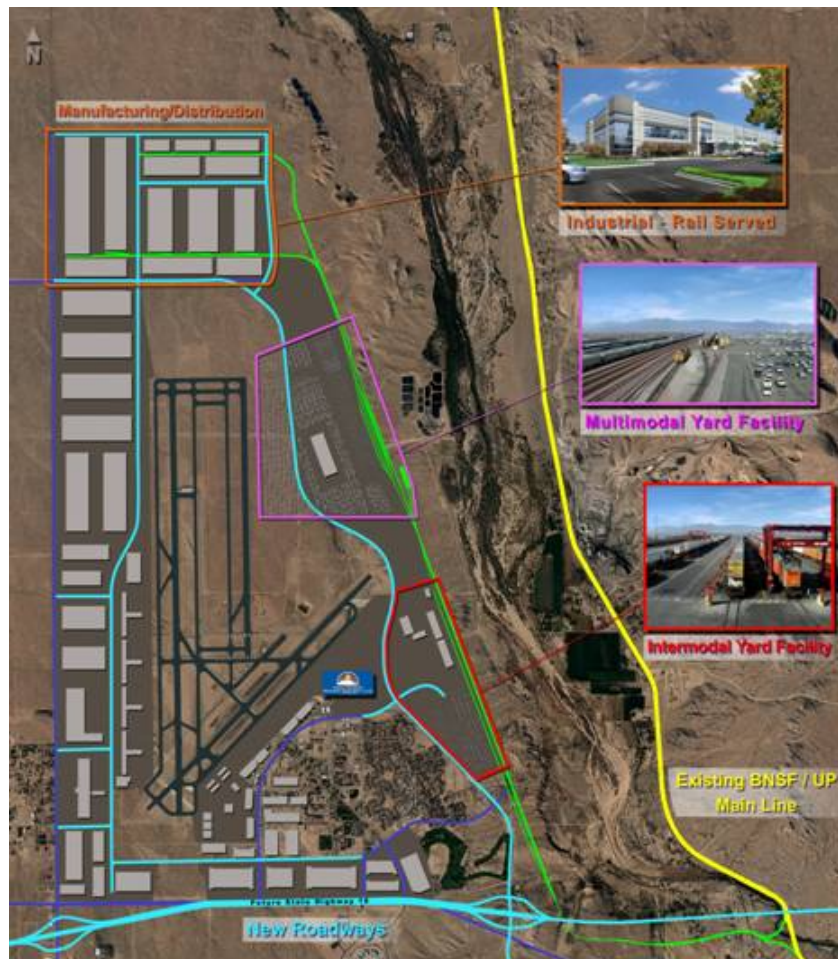 N
Manufacturing/Distribution
Industrial - Rail Served
Multimodal Yard Facility
Intermodal Yard Facility
Existing BNSF / UP
Main Line
Future State Highway 18
New Roadways